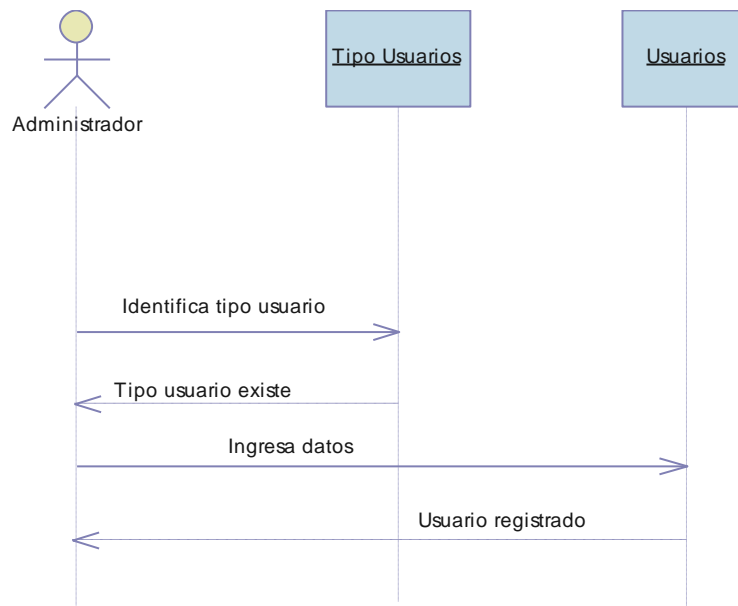 Tipo Usuarios
Usuarios
Administrador
Identifica tipo usuario
Tipo usuario existe
Ingresa datos
Usuario registrado